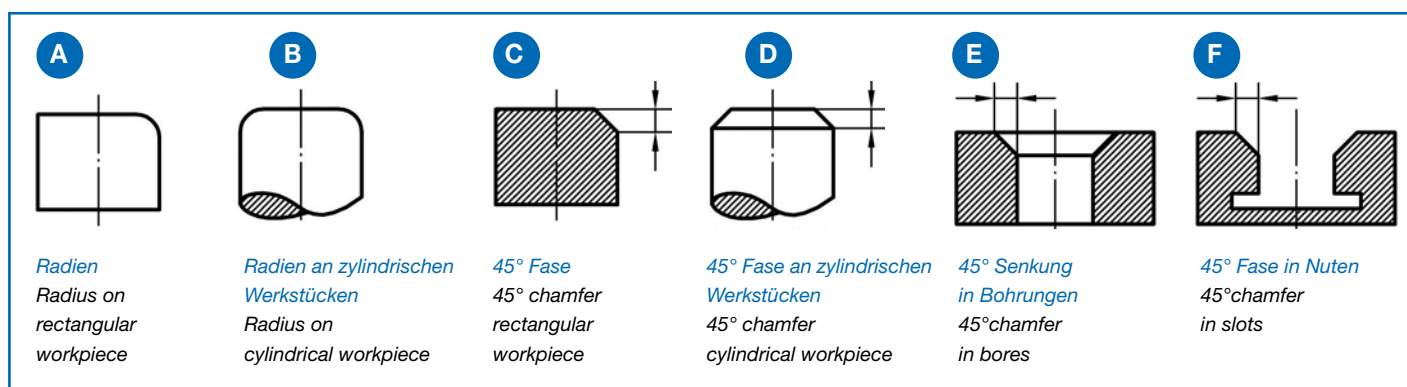 A
B
C
D
E
F
Radien
Radius on
rectangular
workpiece
Radien an zylindrischen
Werkstücken
Radius on
cylindrical workpiece
45° Fase
45° chamfer
rectangular
workpiece
45° Fase an zylindrischen
Werkstücken
45° chamfer
cylindrical workpiece
45° Senkung
in Bohrungen
45°chamfer
in bores
45° Fase in Nuten
45°chamfer
in slots